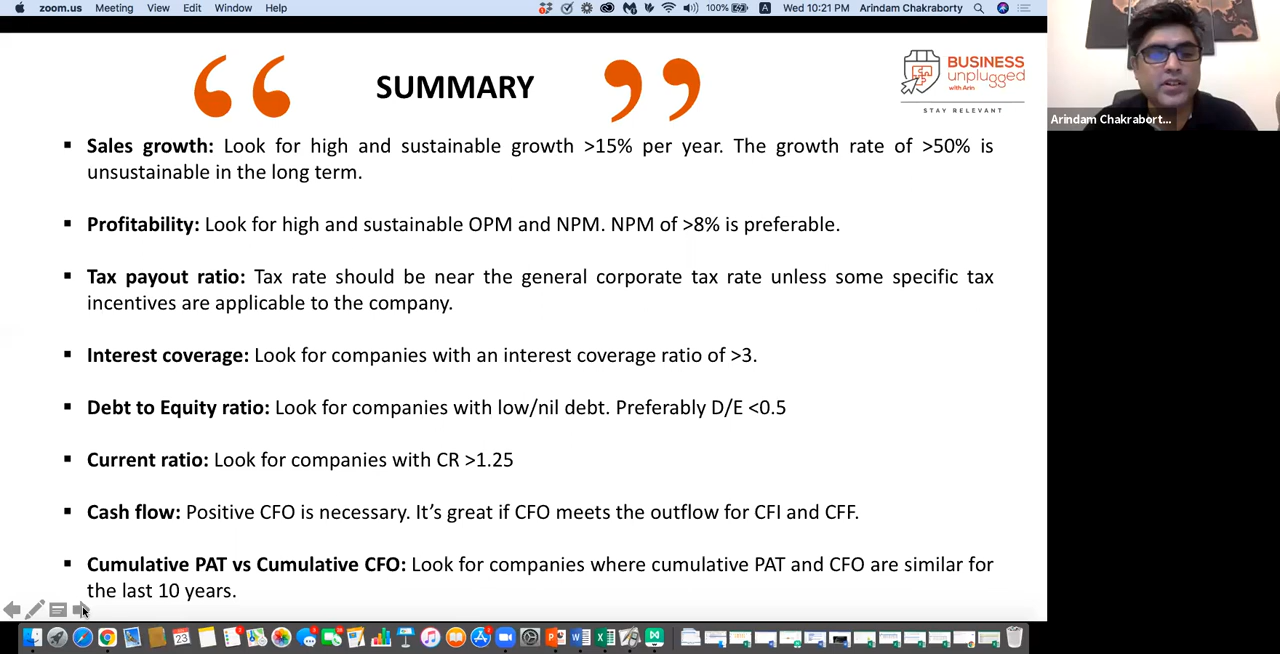 zoom.us Meeting View Edit Window Help 100% A Wed 10:21 PM Arindam Chakraborty
SUMMARY
BUSINESS
unplugged
with Arin
STAY RELEVANT
Arindam Chakrabort...
▪ Sales growth: Look for high and sustainable growth >15% per year. The growth rate of >50% is
unsustainable in the long term.
▪ Profitability: Look for high and sustainable OPM and NPM. NPM of >8% is preferable.
▪ Tax payout ratio: Tax rate should be near the general corporate tax rate unless some specific tax
incentives are applicable to the company.
▪ Interest coverage: Look for companies with an interest coverage ratio of >3.
▪ Debt to Equity ratio: Look for companies with low/nil debt. Preferably D/E <0.5
▪ Current ratio: Look for companies with CR >1.25
▪ Cash flow: Positive CFO is necessary. It’s great if CFO meets the outflow for CFI and CFF.
▪ Cumulative PAT vs Cumulative CFO: Look for companies where cumulative PAT and CFO are similar for
the last 10 years.
23